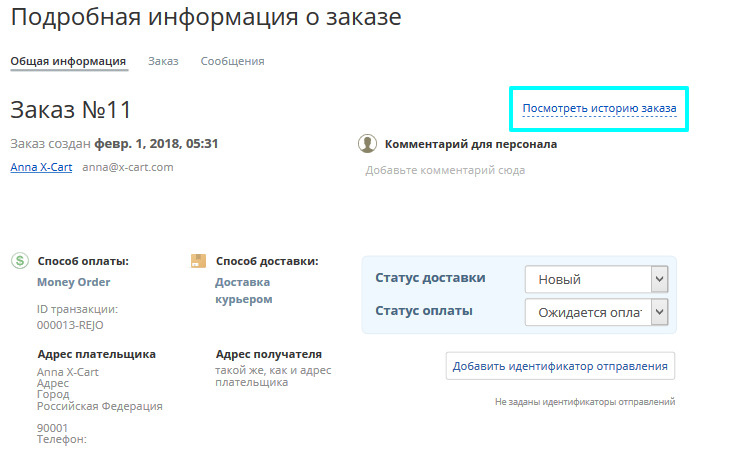 Подробная информация о заказе
Общая информация Заказ Сообщения
Заказ №11
Посмотреть историю заказа
Заказ создан февр. 1, 2018, 05:31
Anna X-Cart anna@x-cart.com
Комментарий для персонала
Добавьте комментарий сюда
Способ оплаты:
Money Order
ID транзакции:
000013-REJO
Способ доставки:
Доставка
курьером
Статус доставки Новый
Статус оплаты Ожидается оплат
Адрес плательщика
Anna X-Cart
Адрес
Город
Российская Федерация
90001
Телефон:
Адрес получателя
такой же, как и адрес
плательщика
Добавить идентификатор отправления
Не заданы идентификаторы отправлений